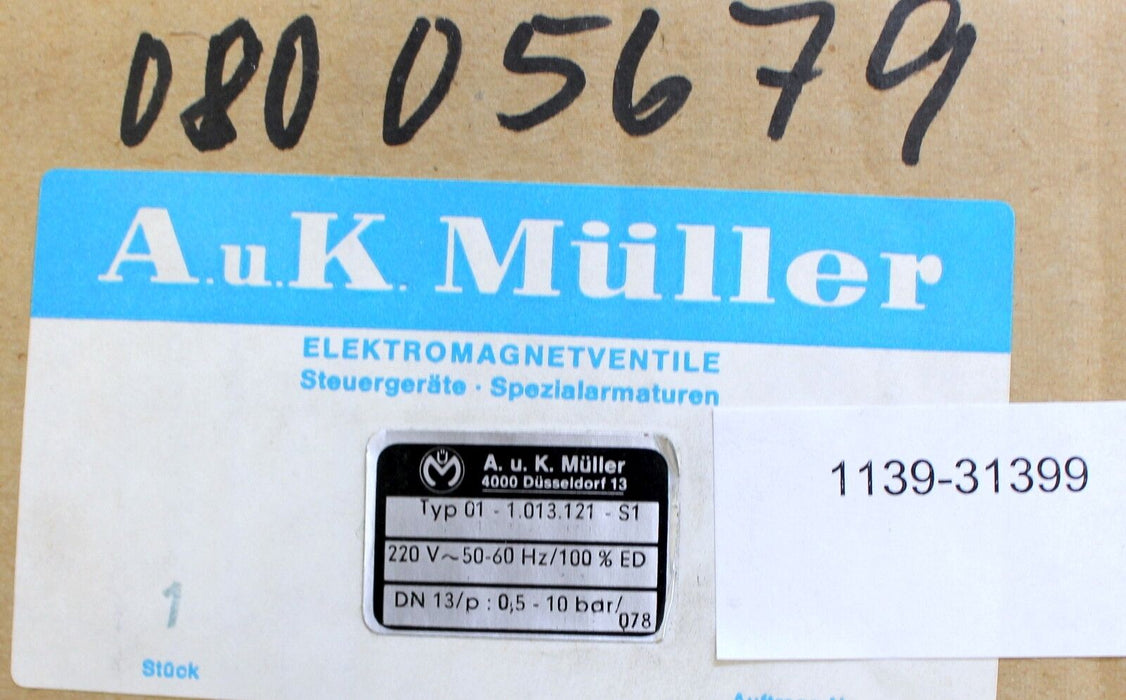 080 05679
A.u.K. Müller
ELEKTROMAGNETVENTILE
Steuergeräte · Spezialarmaturen
A. u. K. Müller
4000 Düsseldorf 13
Typ 01 - 1.013.121 - S1
220 V~50-60 Hz/100 % ED
DN 13/p : 0,5 - 10 bar/
078
1139-31399
1
Stück